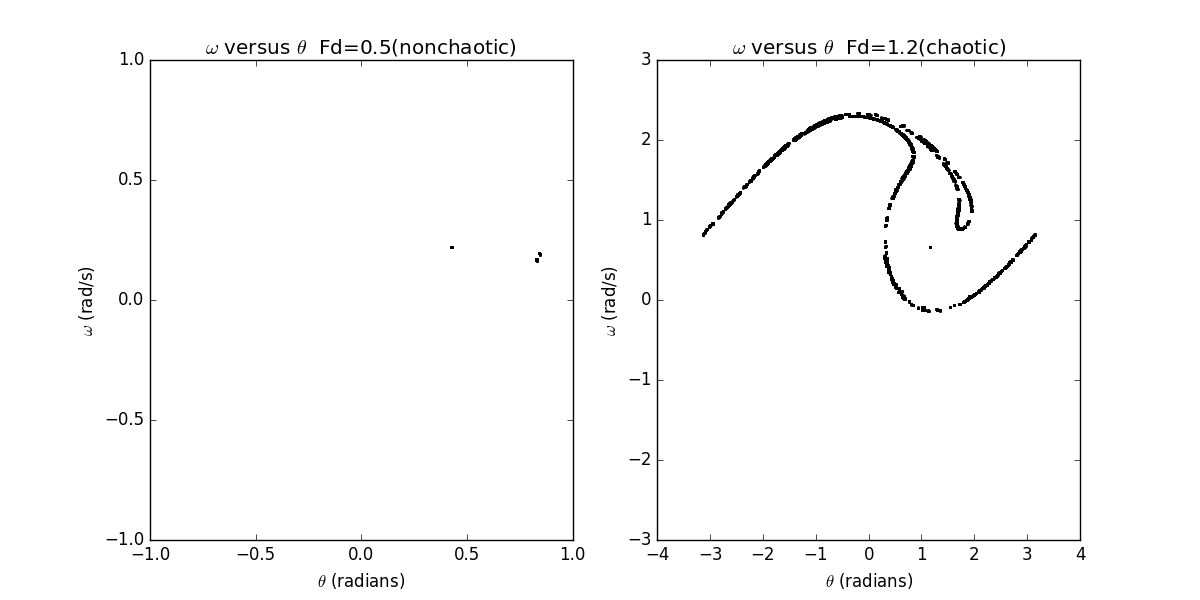 ω versus θ  Fd=0.5(nonchaotic)
1.0
0.5
0.0
−0.5
−1.0
−1.0 −0.5 0.0 0.5 1.0
ω (rad/s)
θ (radians)
ω versus θ  Fd=1.2(chaotic)
3
2
1
0
−1
−2
−3
−4 −3 −2 −1 0 1 2 3 4
ω (rad/s)
θ (radians)